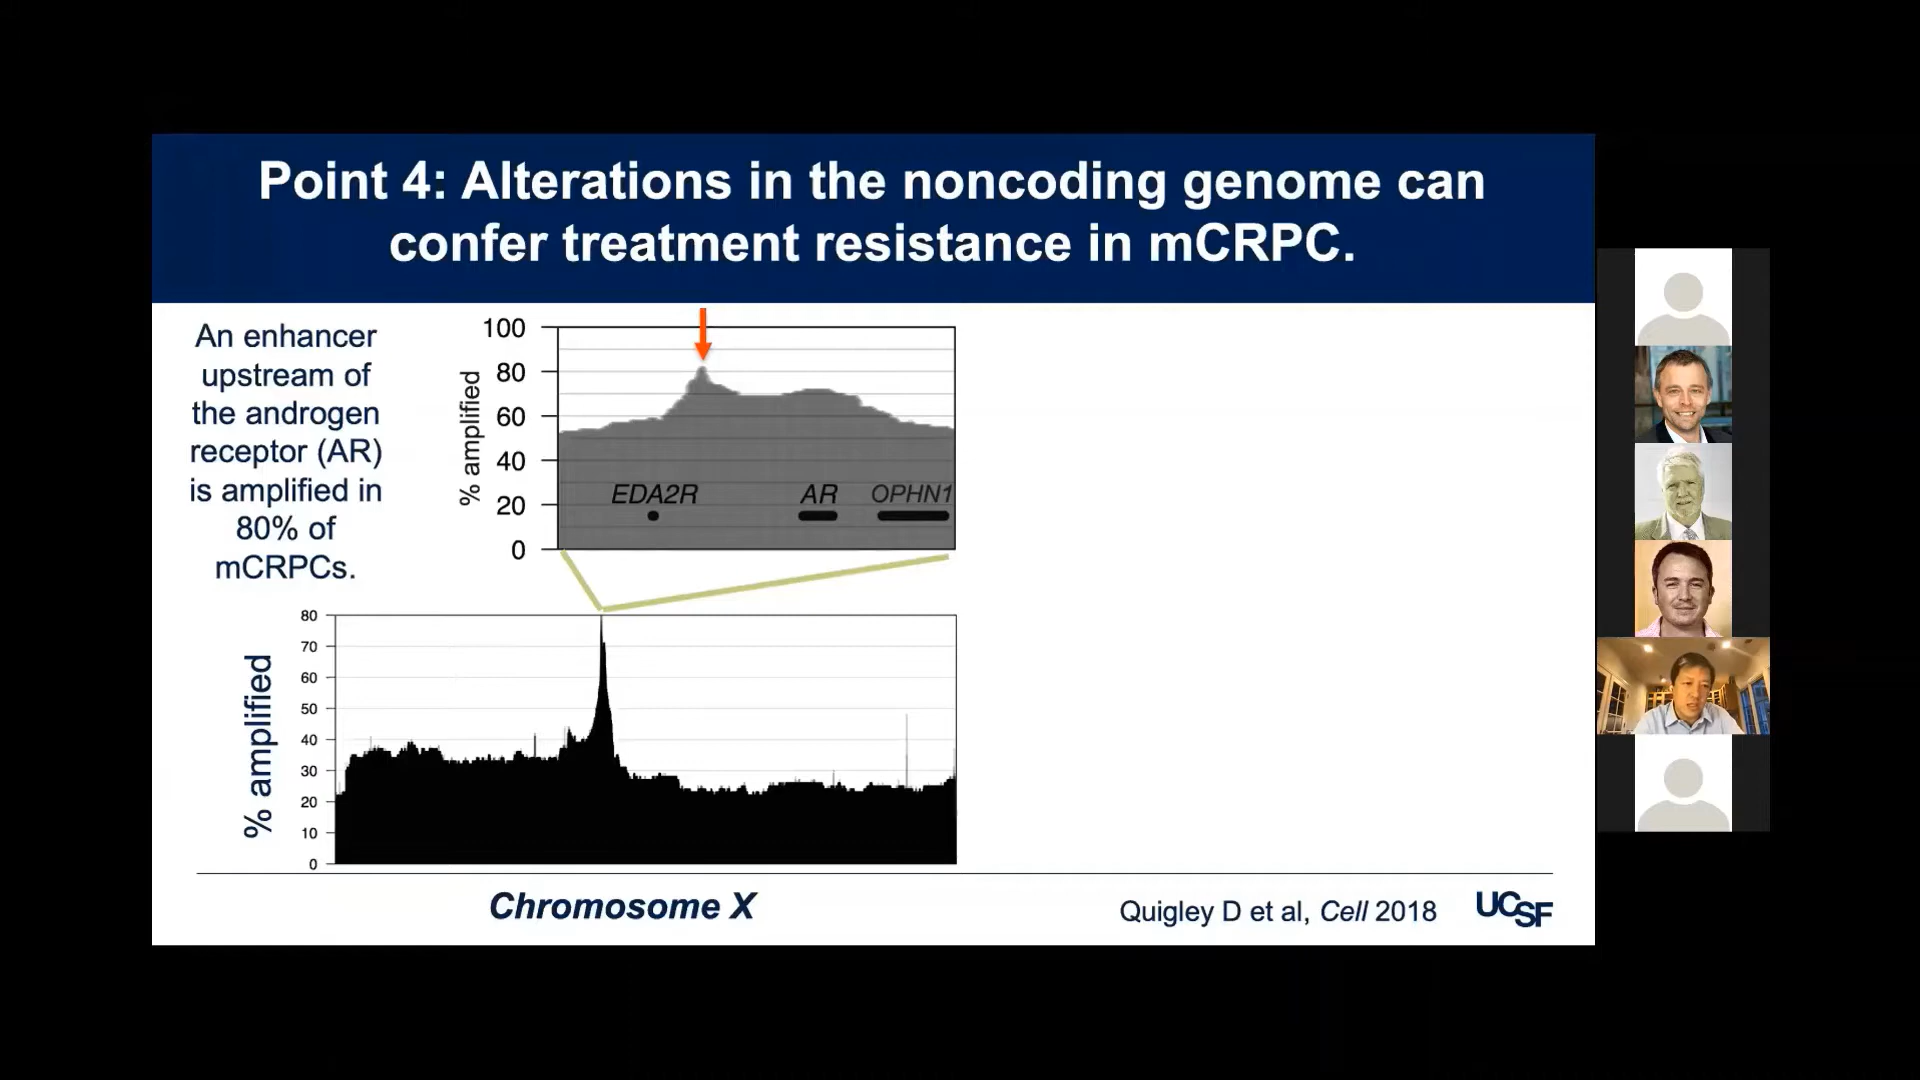 Point 4: Alterations in the noncoding genome can
confer treatment resistance in mCRPC.
An enhancer
upstream of
the androgen
receptor (AR)
is amplified in
80% of
mCRPCs.
% amplified
100
80
60
40
20
0
EDA2R
AR
OPHN1
% amplified
80
70
60
50
40
30
20
10
0
Chromosome X
Quigley D et al, Cell 2018
UCSF